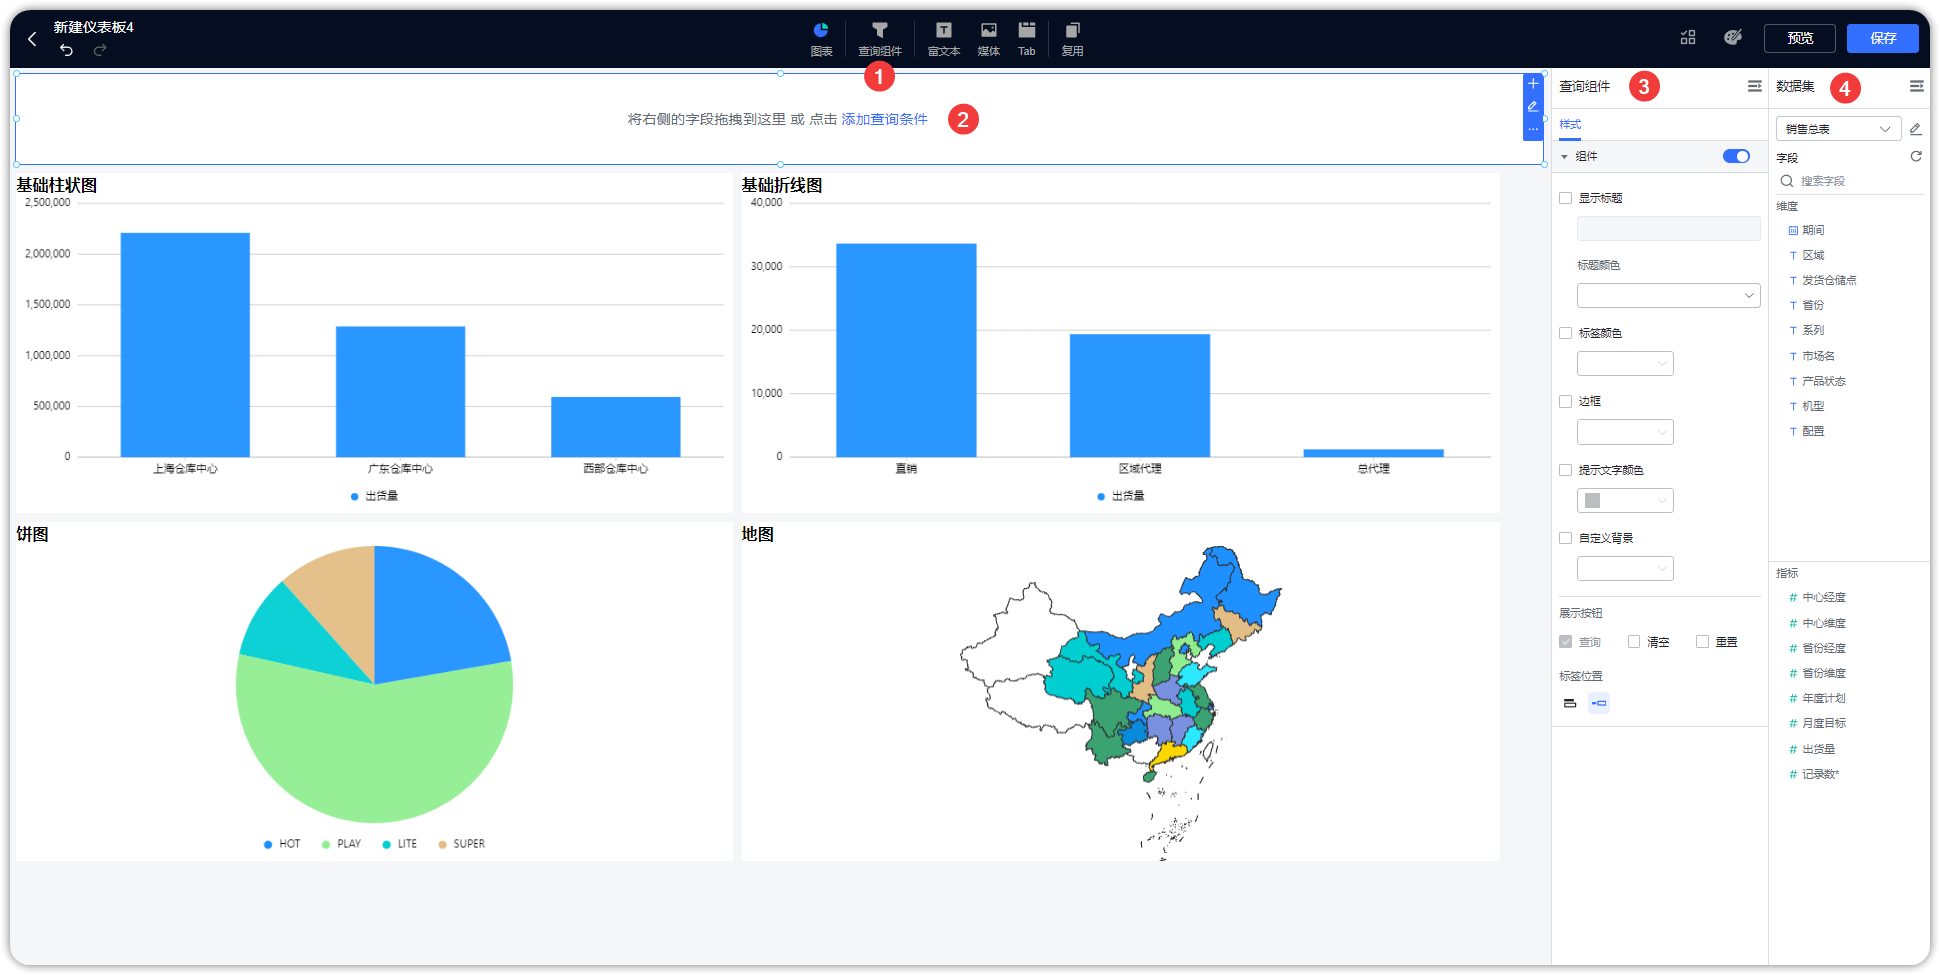 新建仪表板4
图表
查询组件
富文本
媒体
Tab
复用
预览
保存
1
将右侧的字段拖拽到这里 或 点击 添加查询条件
2
基础柱状图
2,500,000
2,000,000
1,500,000
1,000,000
500,000
0
上海仓库中心
广东仓库中心
西部仓库中心
出货量
基础折线图
40,000
30,000
20,000
10,000
0
直销
区域代理
总代理
出货量
饼图
HOT
PLAY
LITE
SUPER
地图
查询组件
3
样式
组件
显示标题
标题颜色
标签颜色
边框
提示文字颜色
自定义背景
展示按钮
查询
清空
重置
标签位置
数据集
4
销售总表
字段
搜索字段
维度
期间
T 区域
T 发货仓储点
T 省份
T 系列
T 市场名
T 产品状态
T 机型
T 配置
指标
# 中心经度
# 中心维度
# 省份经度
# 省份维度
# 年度计划
# 月度目标
# 出货量
# 记录数*